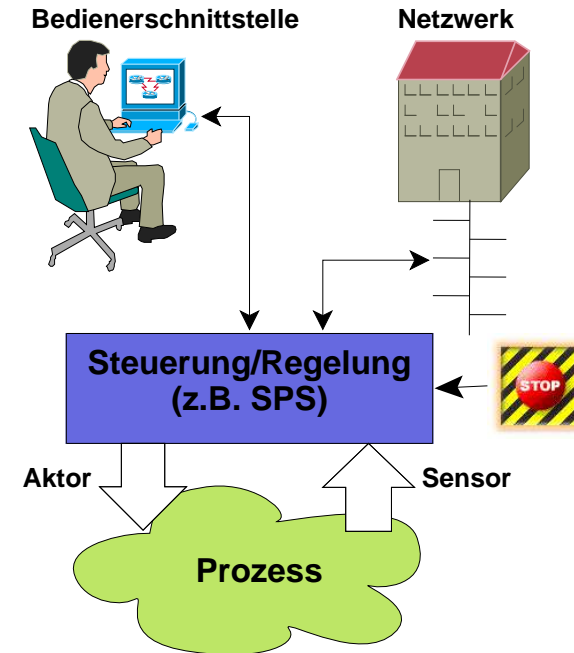 Bedienerschnittstelle
Netzwerk
Steuerung/Regelung
(z.B. SPS)
STOP
Aktor
Sensor
Prozess